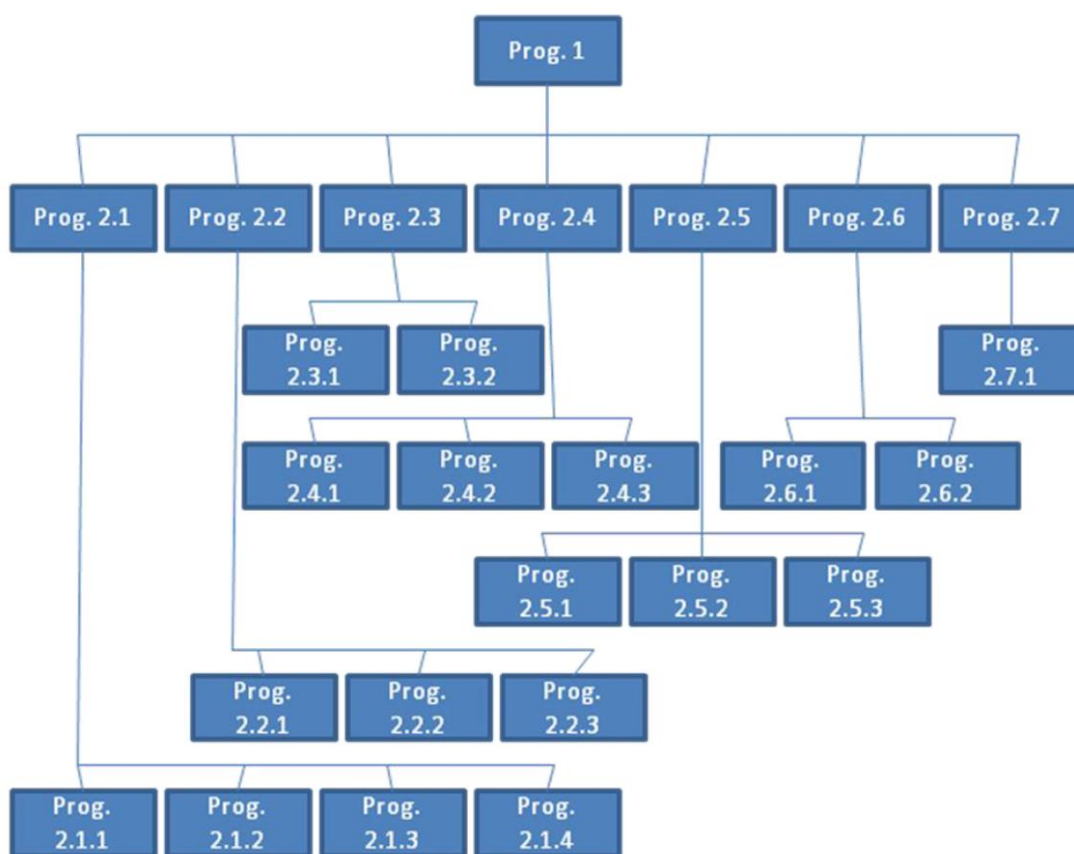 Prog. 1
Prog. 2.1
Prog. 2.2
Prog. 2.3
Prog. 2.4
Prog. 2.5
Prog. 2.6
Prog. 2.7
Prog.
2.3.1
Prog.
2.3.2
Prog.
2.7.1
Prog.
2.4.1
Prog.
2.4.2
Prog.
2.4.3
Prog.
2.6.1
Prog.
2.6.2
Prog.
2.5.1
Prog.
2.5.2
Prog.
2.5.3
Prog.
2.2.1
Prog.
2.2.2
Prog.
2.2.3
Prog.
2.1.1
Prog.
2.1.2
Prog.
2.1.3
Prog.
2.1.4